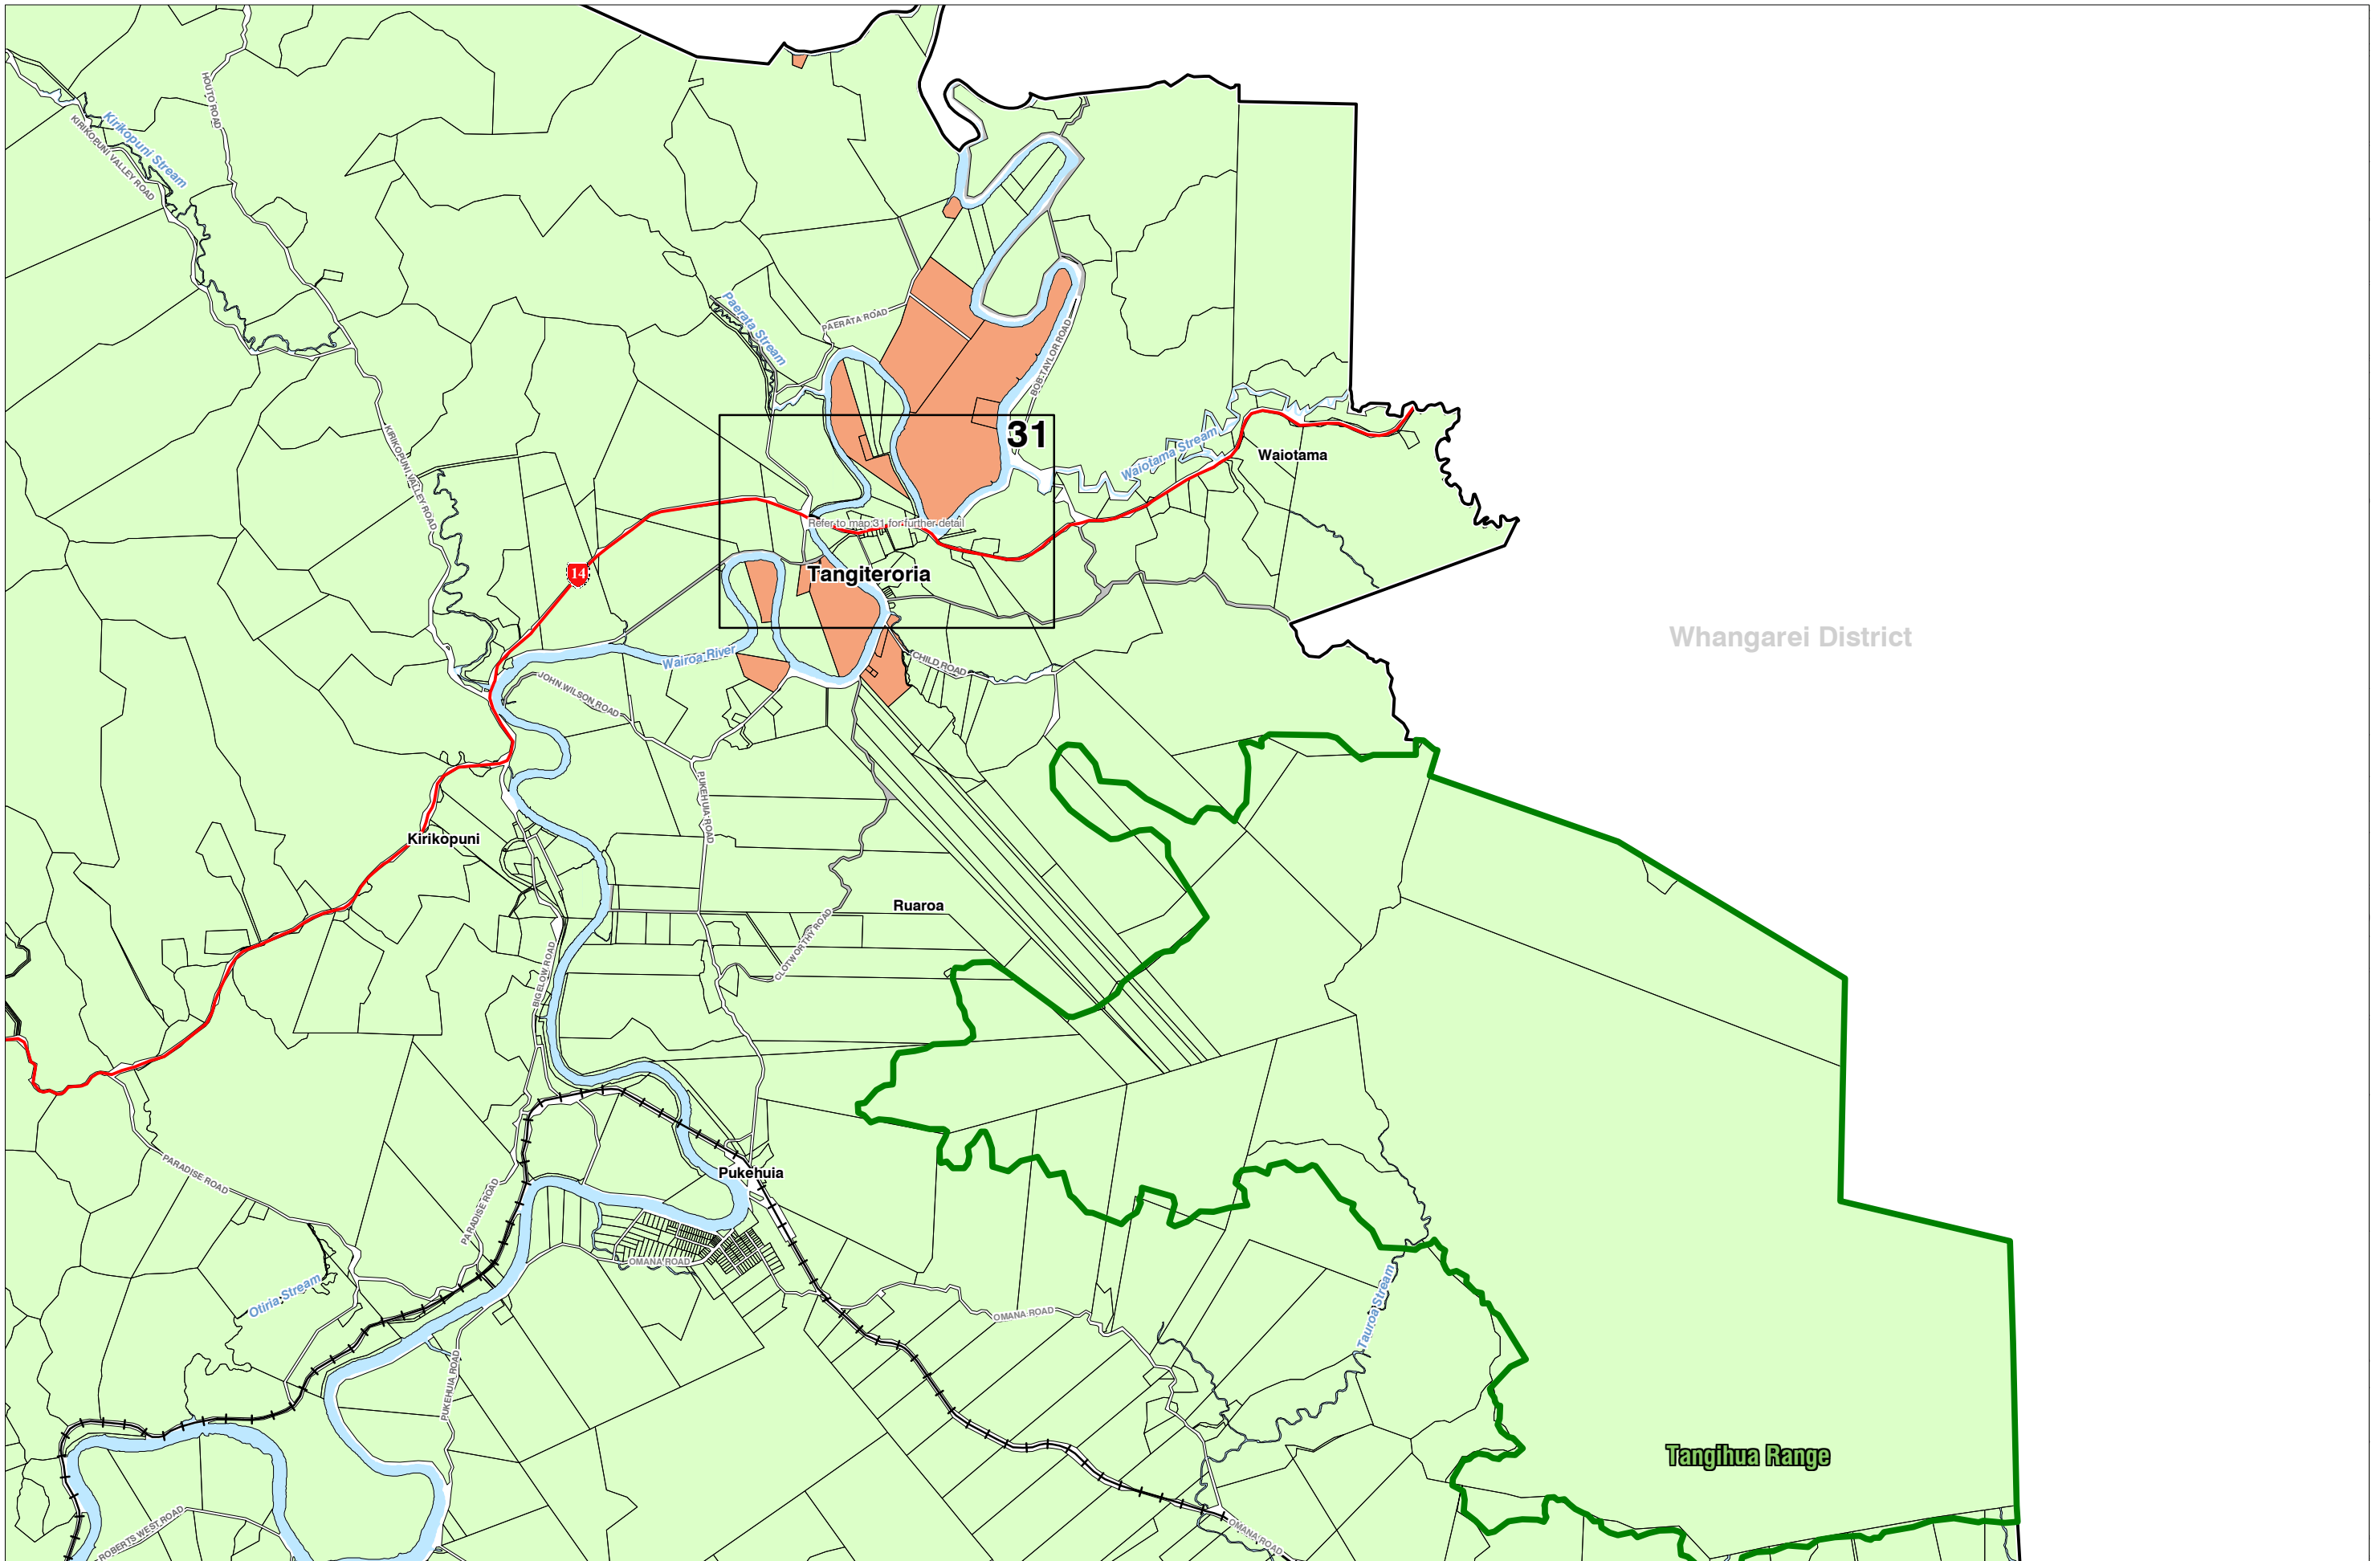 HOUTO ROAD
Kirikopuni Stream
KIRIKOPUNI VALLEY ROAD
Paerata Stream
PAERATA ROAD
BOB TAYLOR ROAD
31
Waiotama Stream
Waiotama
KIRIKOPUNI VALLEY ROAD
Refer to map 31 for further detail
14
Tangiteroria
Whangarei District
Wairoa River
CHILD ROAD
JOHN WILSON ROAD
PUKEHUIA ROAD
Kirikopuni
Ruaroa
CLOTWORTHY ROAD
BIGELOW ROAD
PARADISE ROAD
Pukehuia
PARADISE ROAD
OMANA ROAD
Otiria Stream
OMANA ROAD
Tauroa Stream
PUKEHUIA ROAD
Tangihua Range
ROBERTS WEST ROAD
OMANA ROAD